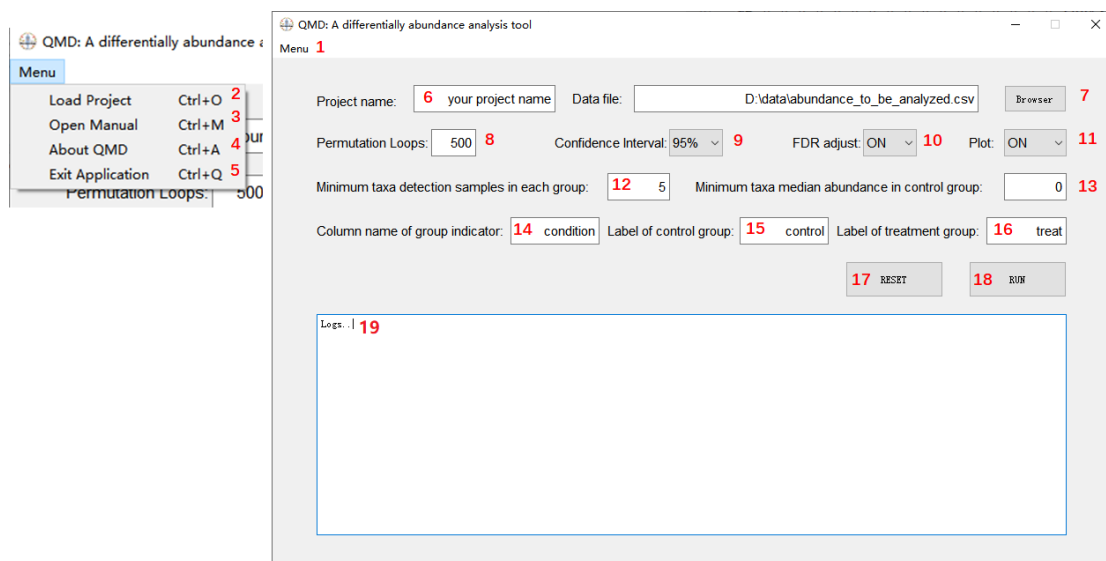 QMD: A differentially abundance a
Menu
Load Project Ctrl+O 2
Open Manual Ctrl+M 3
About QMD Ctrl+A 4
Exit Application Ctrl+Q 5
Permutation Loops: 500
QMD: A differentially abundance analysis tool
Menu 1
Project name: 6 your project name Data file: D:\data\abundance_to_be_analyzed.csv Browser 7
Permutation Loops: 500 8 Confidence Interval: 95% 9 FDR adjust: ON 10 Plot: ON 11
Minimum taxa detection samples in each group: 12 5 Minimum taxa median abundance in control group: 0 13
Column name of group indicator: 14 condition Label of control group: 15 control Label of treatment group: 16 treat
17 RESET 18 RUN
Logs.. 19